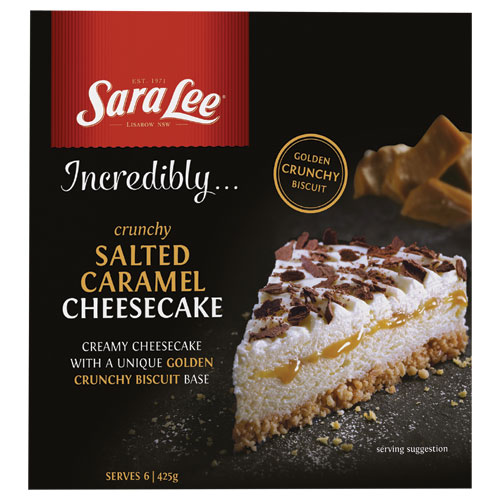 EST. 1971
Sara Lee®
LISAROW NSW
Incredibly...
GOLDEN
CRUNCHY
BISCUIT
crunchy
SALTED
CARAMEL
CHEESECAKE
CREAMY CHEESECAKE
WITH A UNIQUE GOLDEN
CRUNCHY BISCUIT BASE
serving suggestion
SERVES 6 | 425g